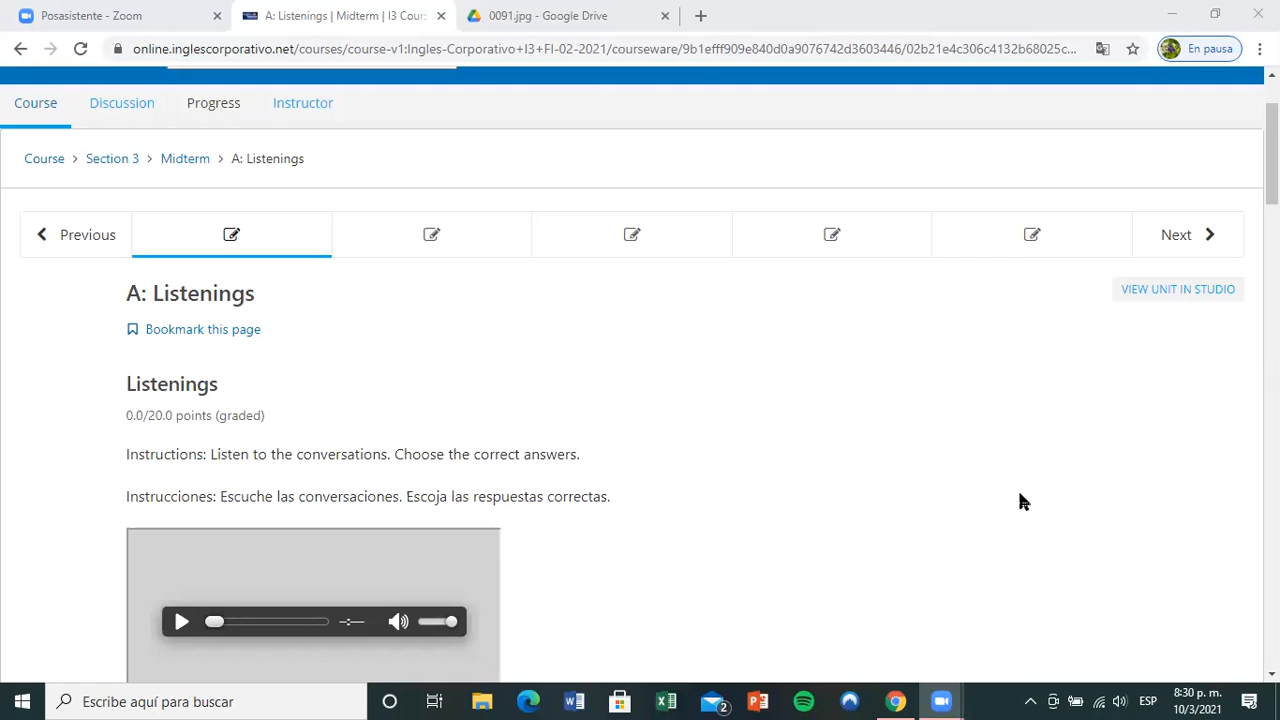 Posasistente - Zoom
A: Listenings | Midterm | I3 Cour
0091.jpg - Google Drive
online.inglescorporativo.net/courses/course-v1:Ingles-Corporativo+I3+FI-02-2021/courseware/9b1efff909e840d0a9076742d3603446/02b21e4c306c4132b68025c...
En pausa
Course
Discussion
Progress
Instructor
Course > Section 3 > Midterm > A: Listenings
Previous
Next
A: Listenings
VIEW UNIT IN STUDIO
Bookmark this page
Listenings
0.0/20.0 points (graded)
Instructions: Listen to the conversations. Choose the correct answers.
Instrucciones: Escuche las conversaciones. Escoja las respuestas correctas.
-:-
Escribe aquí para buscar
2
ESP
8:30 p. m.
10/3/2021